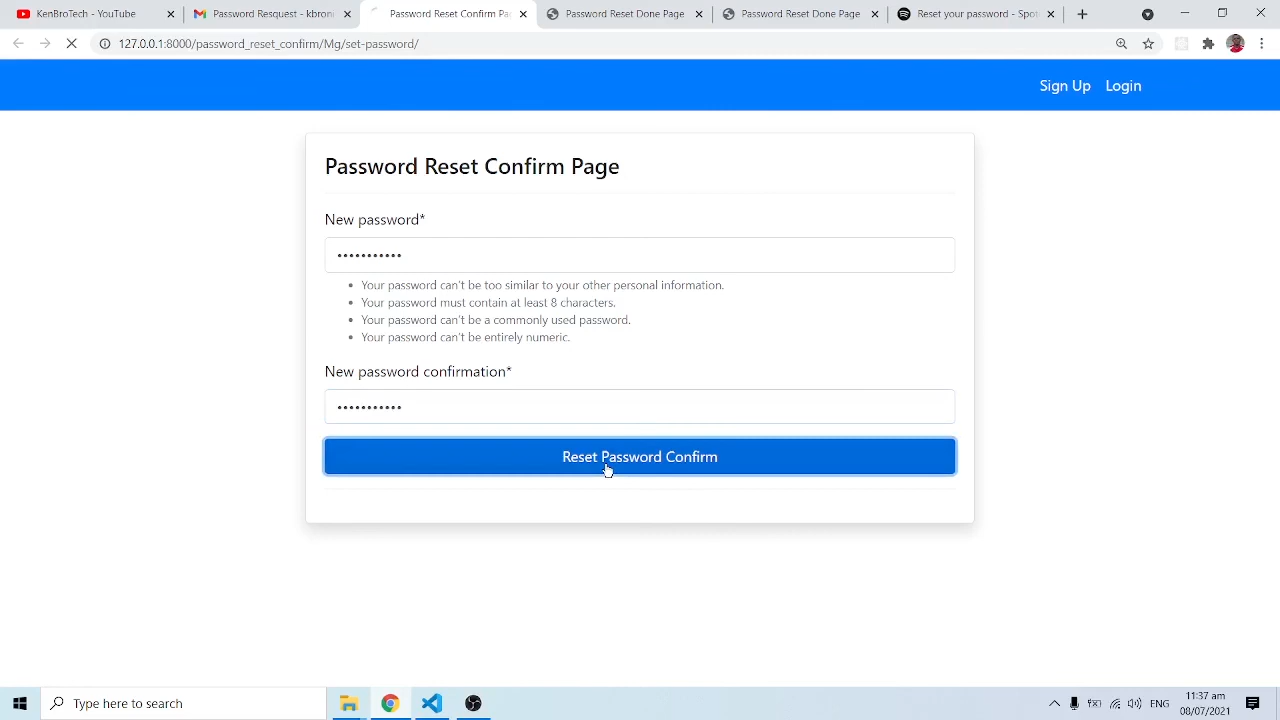 KenBroTech - YouTube
Password Resquest - kbroni
Password Reset Confirm Pa
Password Reset Done Page
Password Reset Done Page
Reset your password - Spot
127.0.0.1:8000/password_reset_confirm/Mg/set-password/
Sign Up Login
Password Reset Confirm Page
New password*
•••••••••••
Your password can't be too similar to your other personal information.
Your password must contain at least 8 characters.
Your password can't be a commonly used password.
Your password can't be entirely numeric.
New password confirmation*
•••••••••••
Reset Password Confirm
Type here to search
ENG
11:37 am
08/07/2021